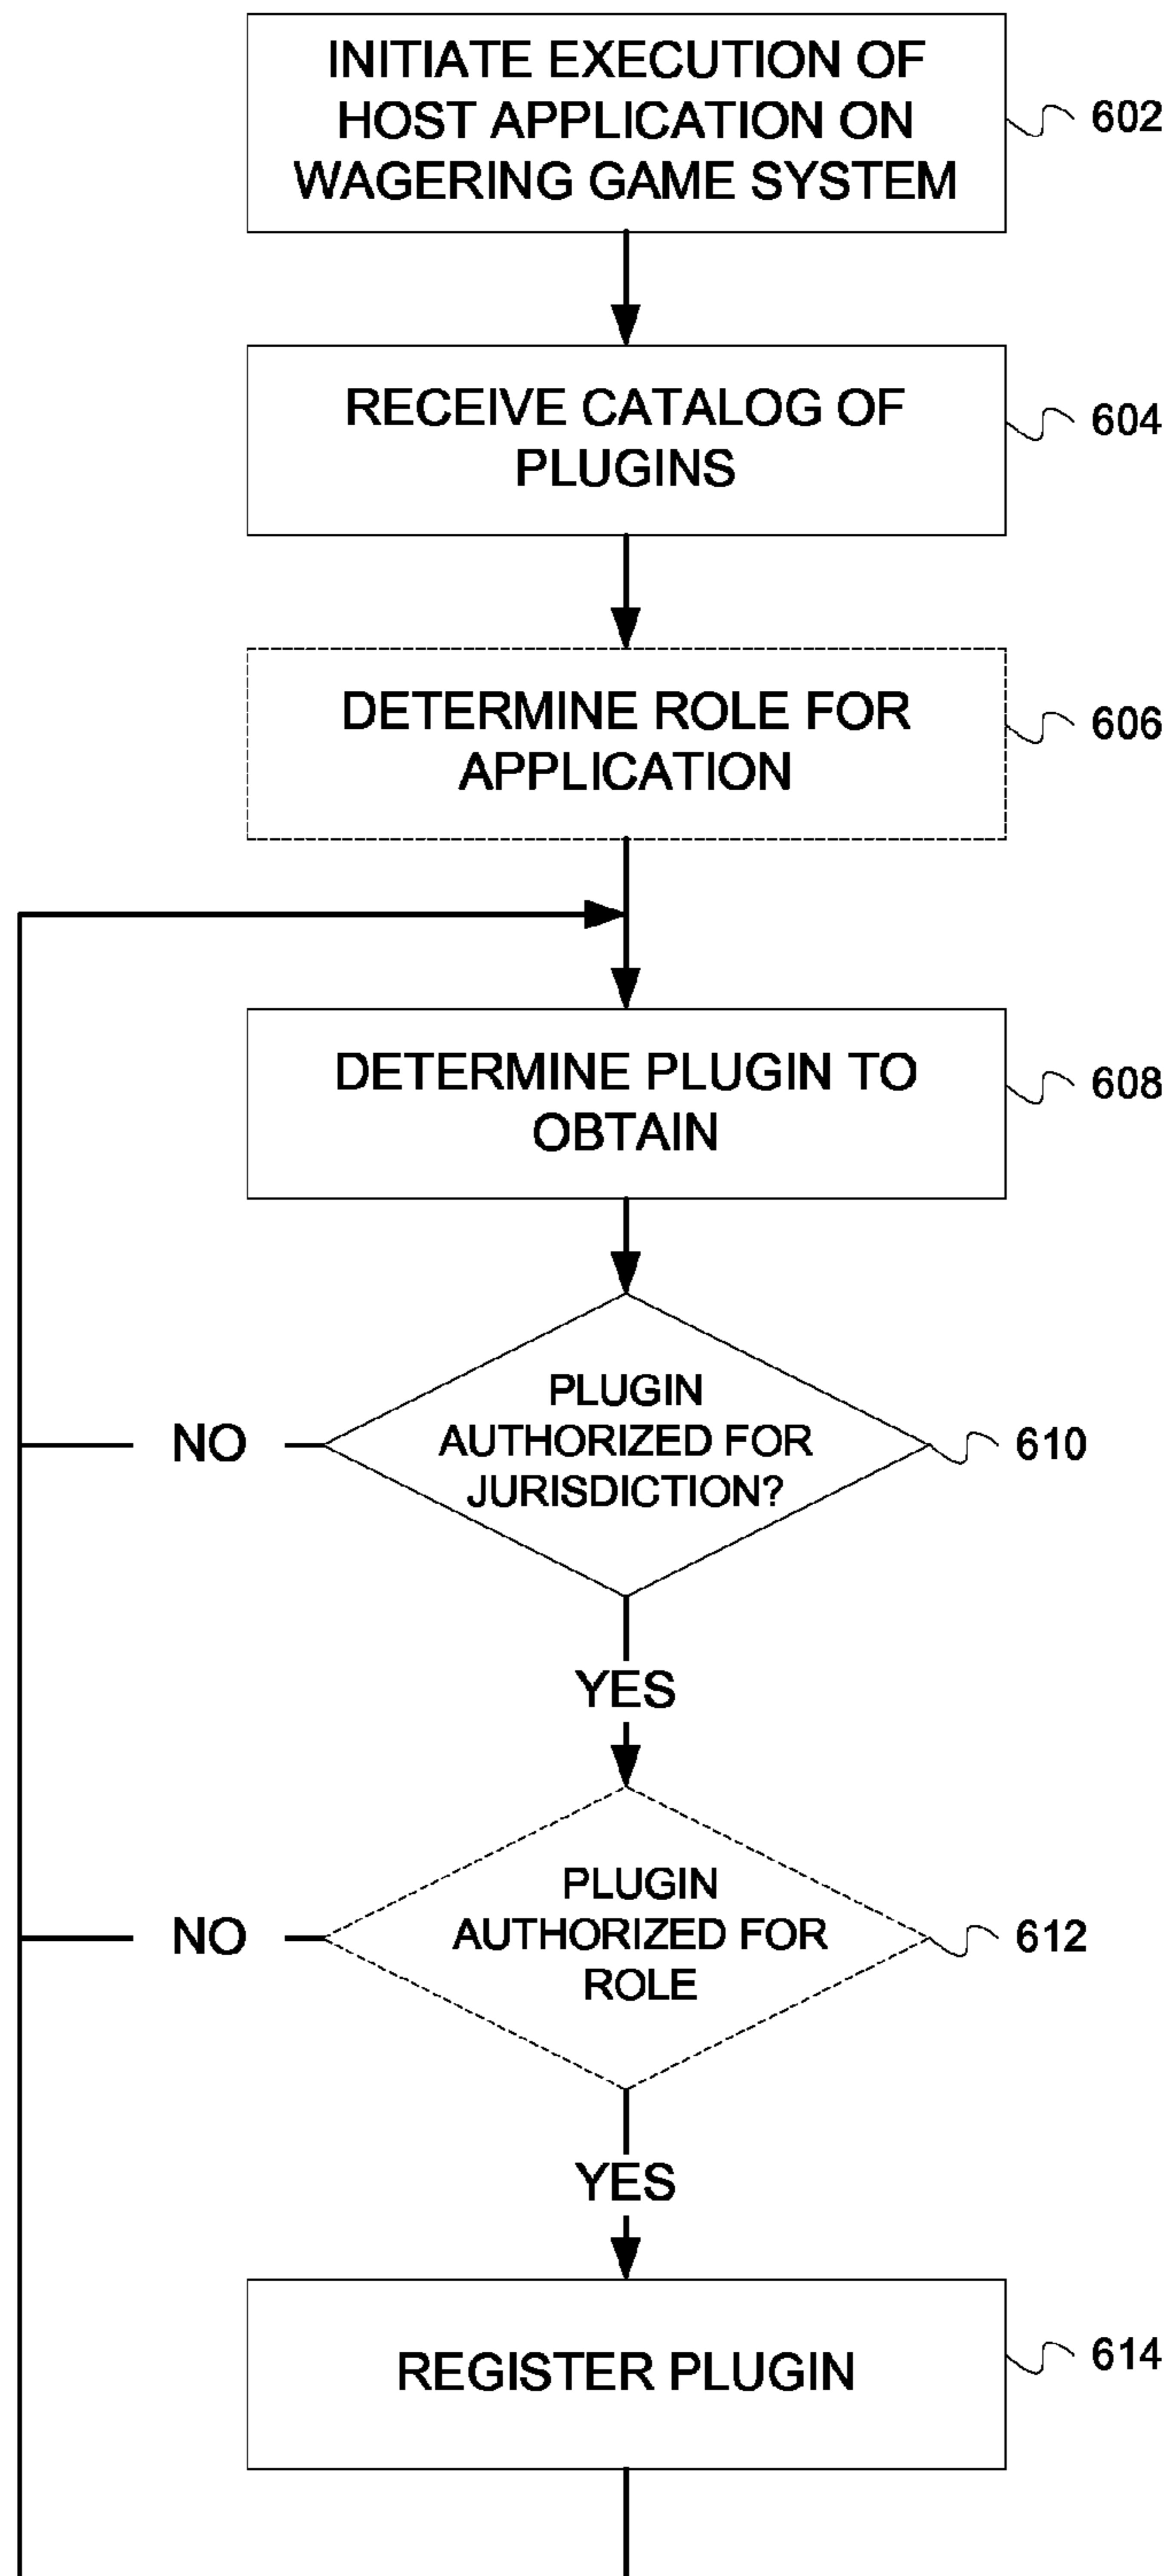 INITIATE EXECUTION OF
HOST APPLICATION ON
WAGERING GAME SYSTEM
602
RECEIVE CATALOG OF
PLUGINS
604
DETERMINE ROLE FOR
APPLICATION
606
DETERMINE PLUGIN TO
OBTAIN
608
PLUGIN
AUTHORIZED FOR
JURISDICTION?
NO
610
YES
PLUGIN
AUTHORIZED FOR
ROLE
NO
612
YES
REGISTER PLUGIN
614